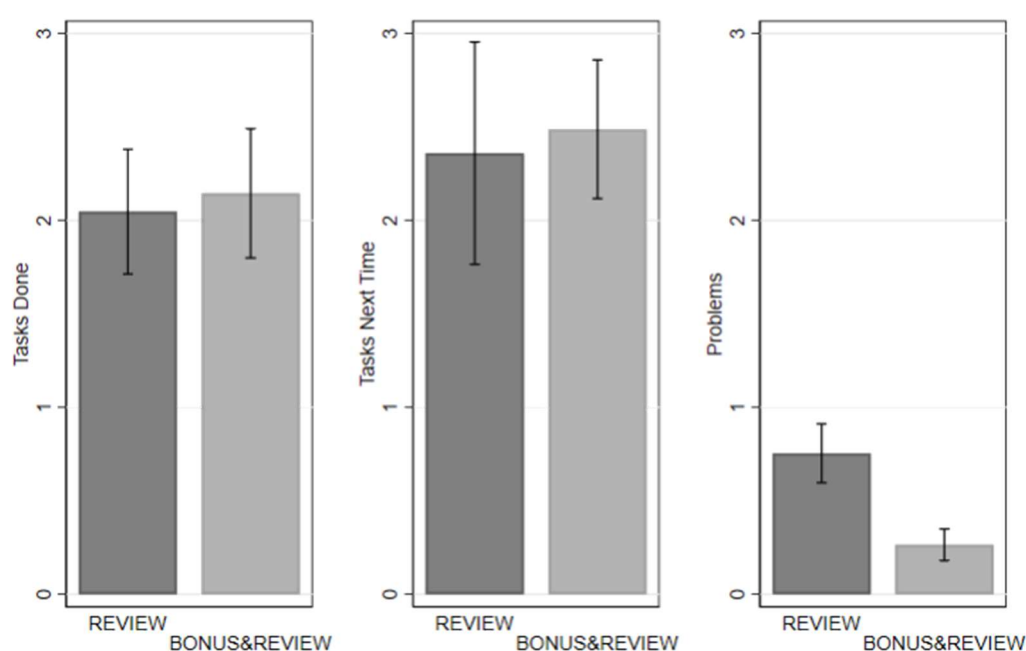 Tasks Done
3
2
1
0
REVIEW
BONUS&REVIEW
Tasks Next Time
3
2
1
0
REVIEW
BONUS&REVIEW
Problems
3
2
1
0
REVIEW
BONUS&REVIEW